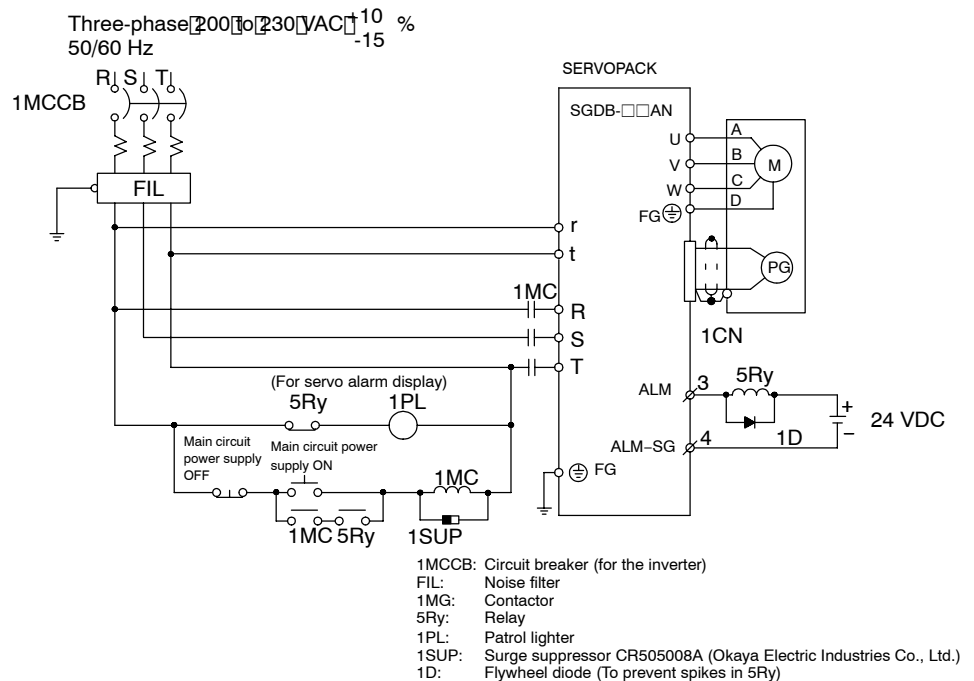 Three-phase 200 to 230 VAC +10 -15 %
50/60 Hz
R S T
1MCCB
FIL
SERVOPACK
SGDB-□□AN
U
V
W
FG
A
B
C
D
M
PG
r
t
1MC
R
S
T
1CN
(For servo alarm display)
5Ry
1PL
ALM
3
5Ry
1D
+
−
24 VDC
ALM−SG
4
Main circuit
power supply
OFF
Main circuit power
supply ON
1MC
FG
1MC 5Ry
1SUP
1MCCB: Circuit breaker (for the inverter)
FIL: Noise filter
1MG: Contactor
5Ry: Relay
1PL: Patrol lighter
1SUP: Surge suppressor CR505008A (Okaya Electric Industries Co., Ltd.)
1D: Flywheel diode (To prevent spikes in 5Ry)